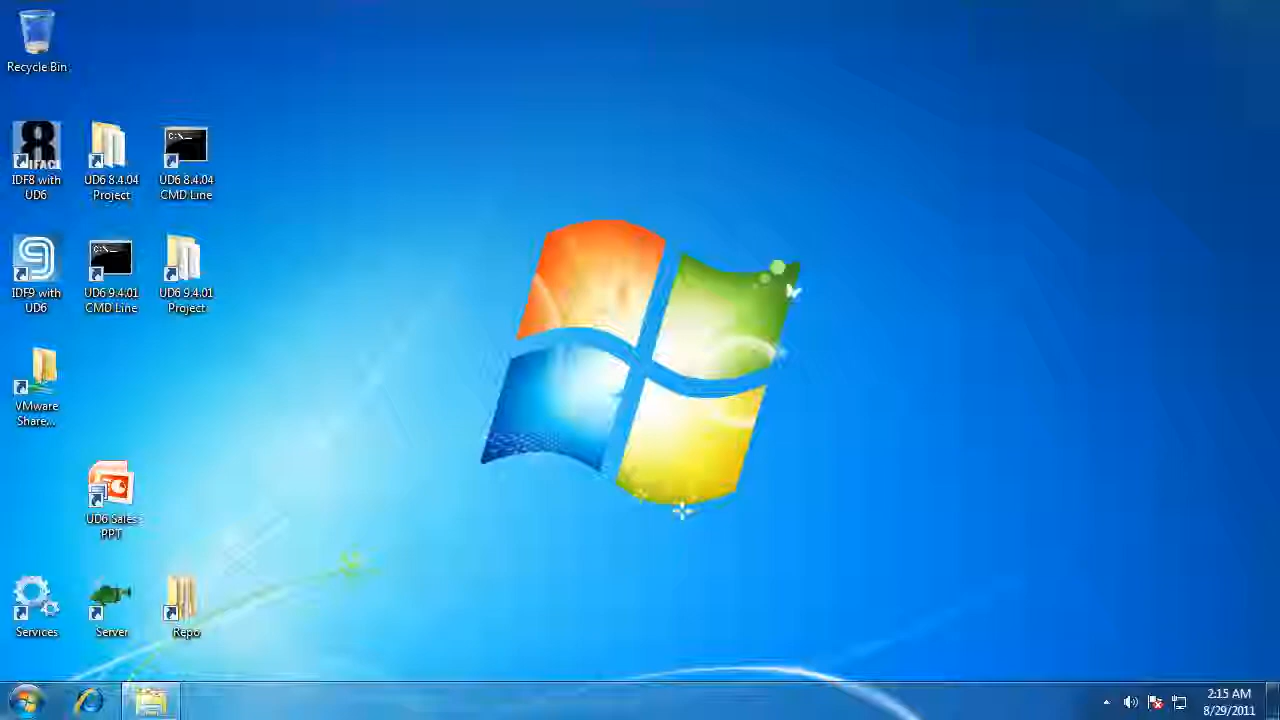 Recycle Bin
8
IFACE
IDF8 with
UD6
UD6 8.4.04
Project
C:\_
UD6 8.4.04
CMD Line
IDF9 with
UD6
C:\_
UD6 9.4.01
CMD Line
UD6 9.4.01
Project
VMware
Share...
UD6 Sales
PPT
Services
Server
Repo
2:15 AM
8/29/2011